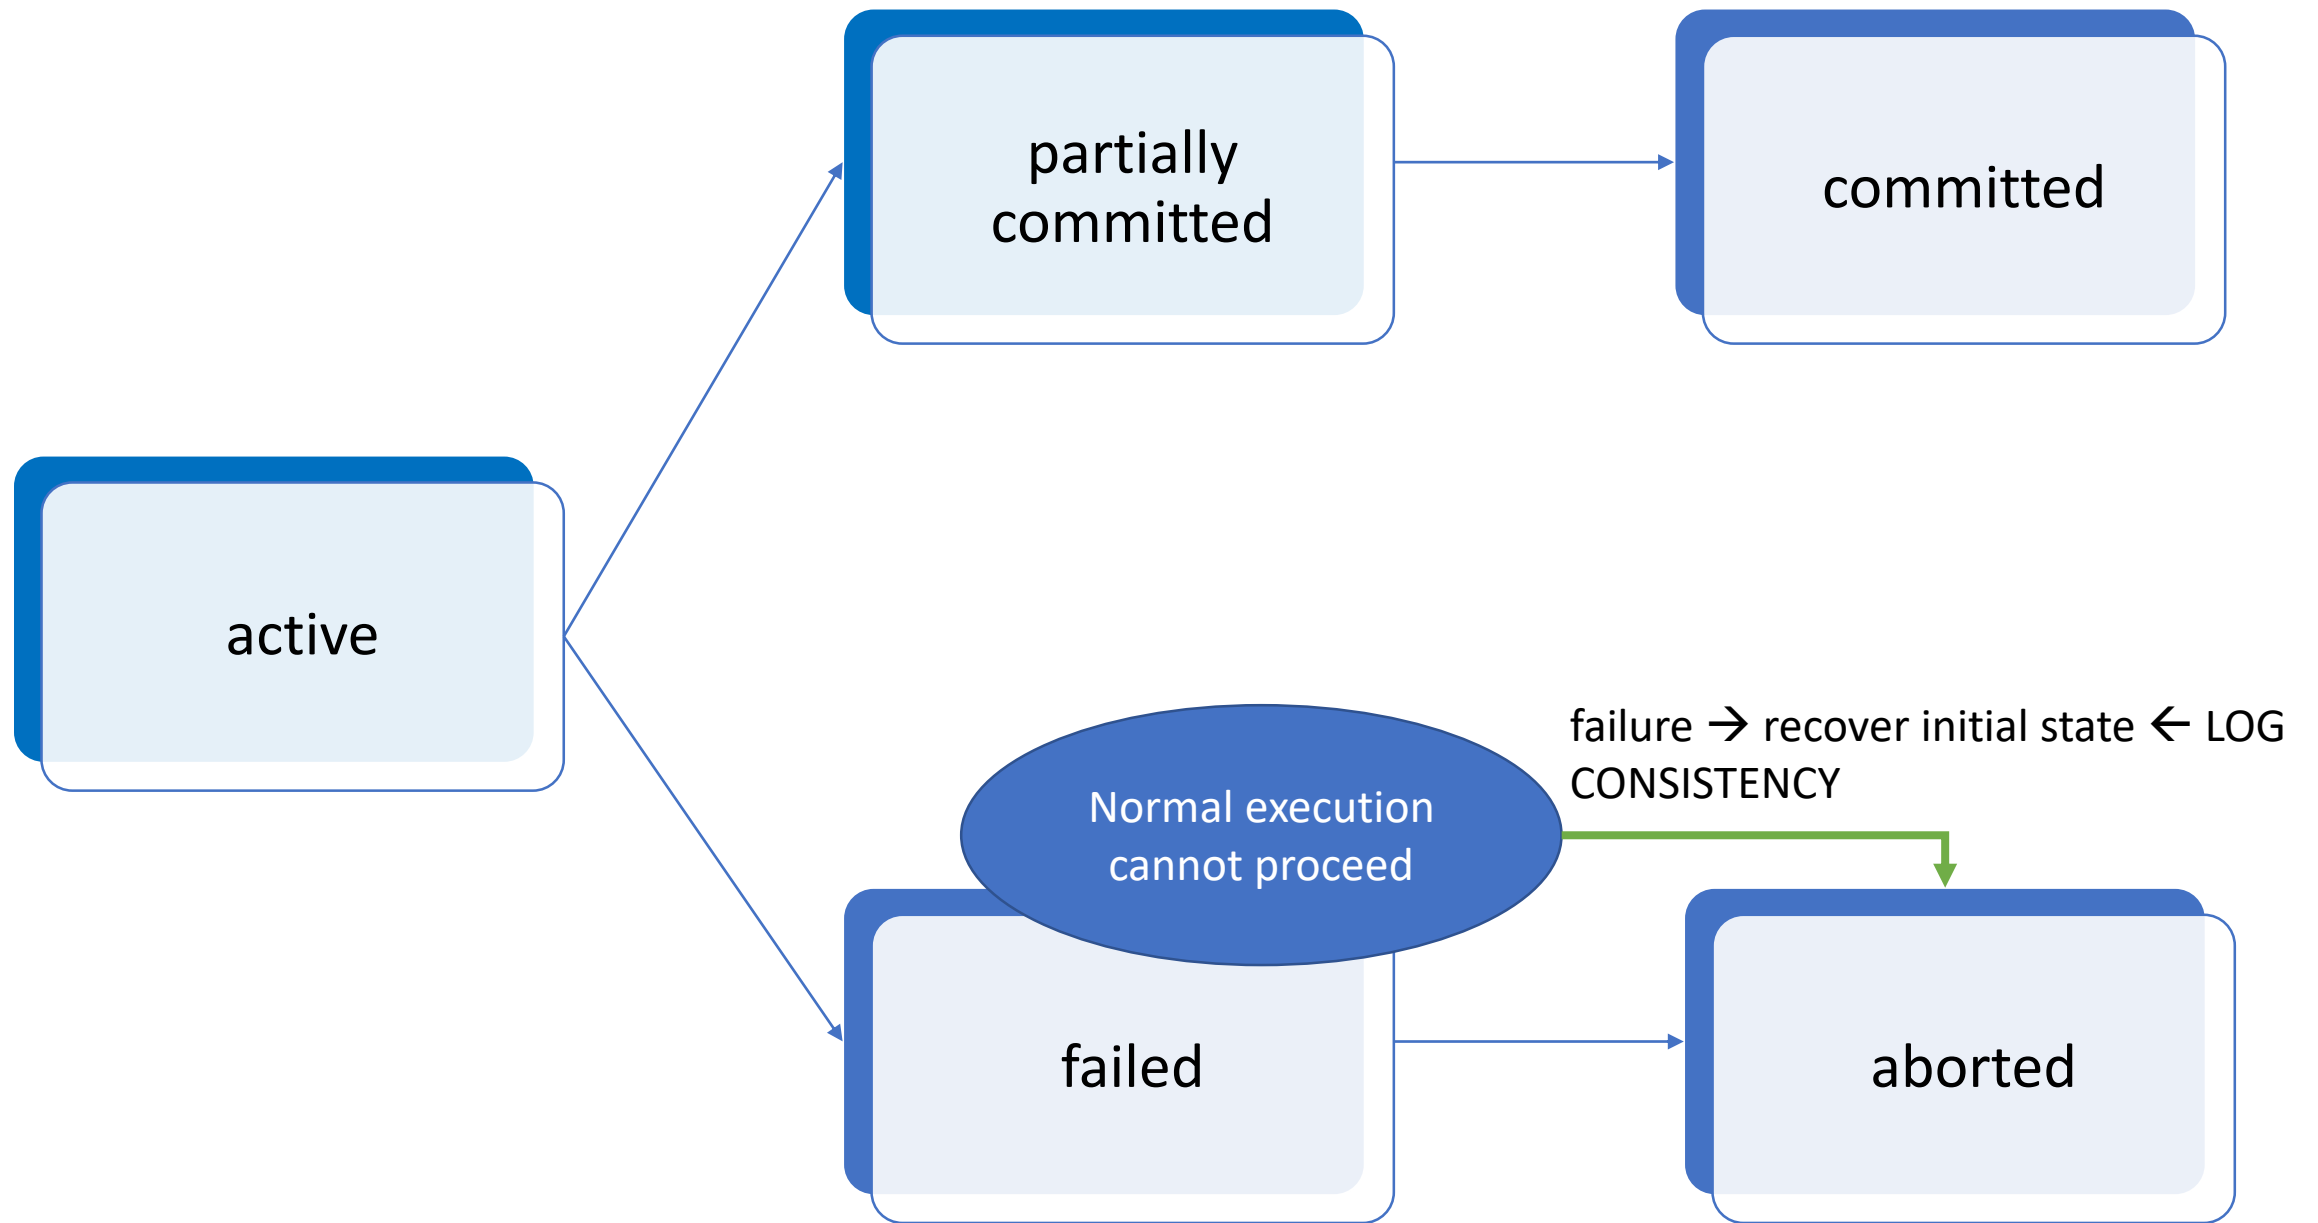 partially
committed
committed
active
failure → recover initial state ← LOG
CONSISTENCY
Normal execution
cannot proceed
failed
aborted